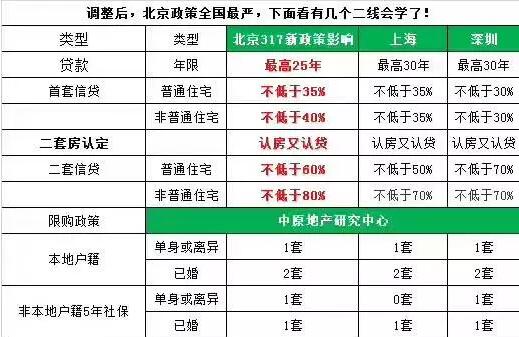 调整后，北京政策全国最严，下面看有几个二线会学了！
类型 类型 北京317新政策影响 上海 深圳
贷款 年限 最高25年 最高30年 最高30年
首套信贷 普通住宅 不低于35% 不低于35% 不低于30%
非普通住宅 不低于40% 不低于35% 不低于30%
二套房认定 认房又认贷 认房又认贷 认房又认贷
二套信贷 普通住宅 不低于60% 不低于50% 不低于70%
非普通住宅 不低于80% 不低于70% 不低于70%
限购政策 中原地产研究中心
本地户籍 单身或离异 1套 1套 1套
已婚 2套 2套 2套
非本地户籍5年社保 单身或离异 1套 0套 1套
已婚 1套 1套 1套